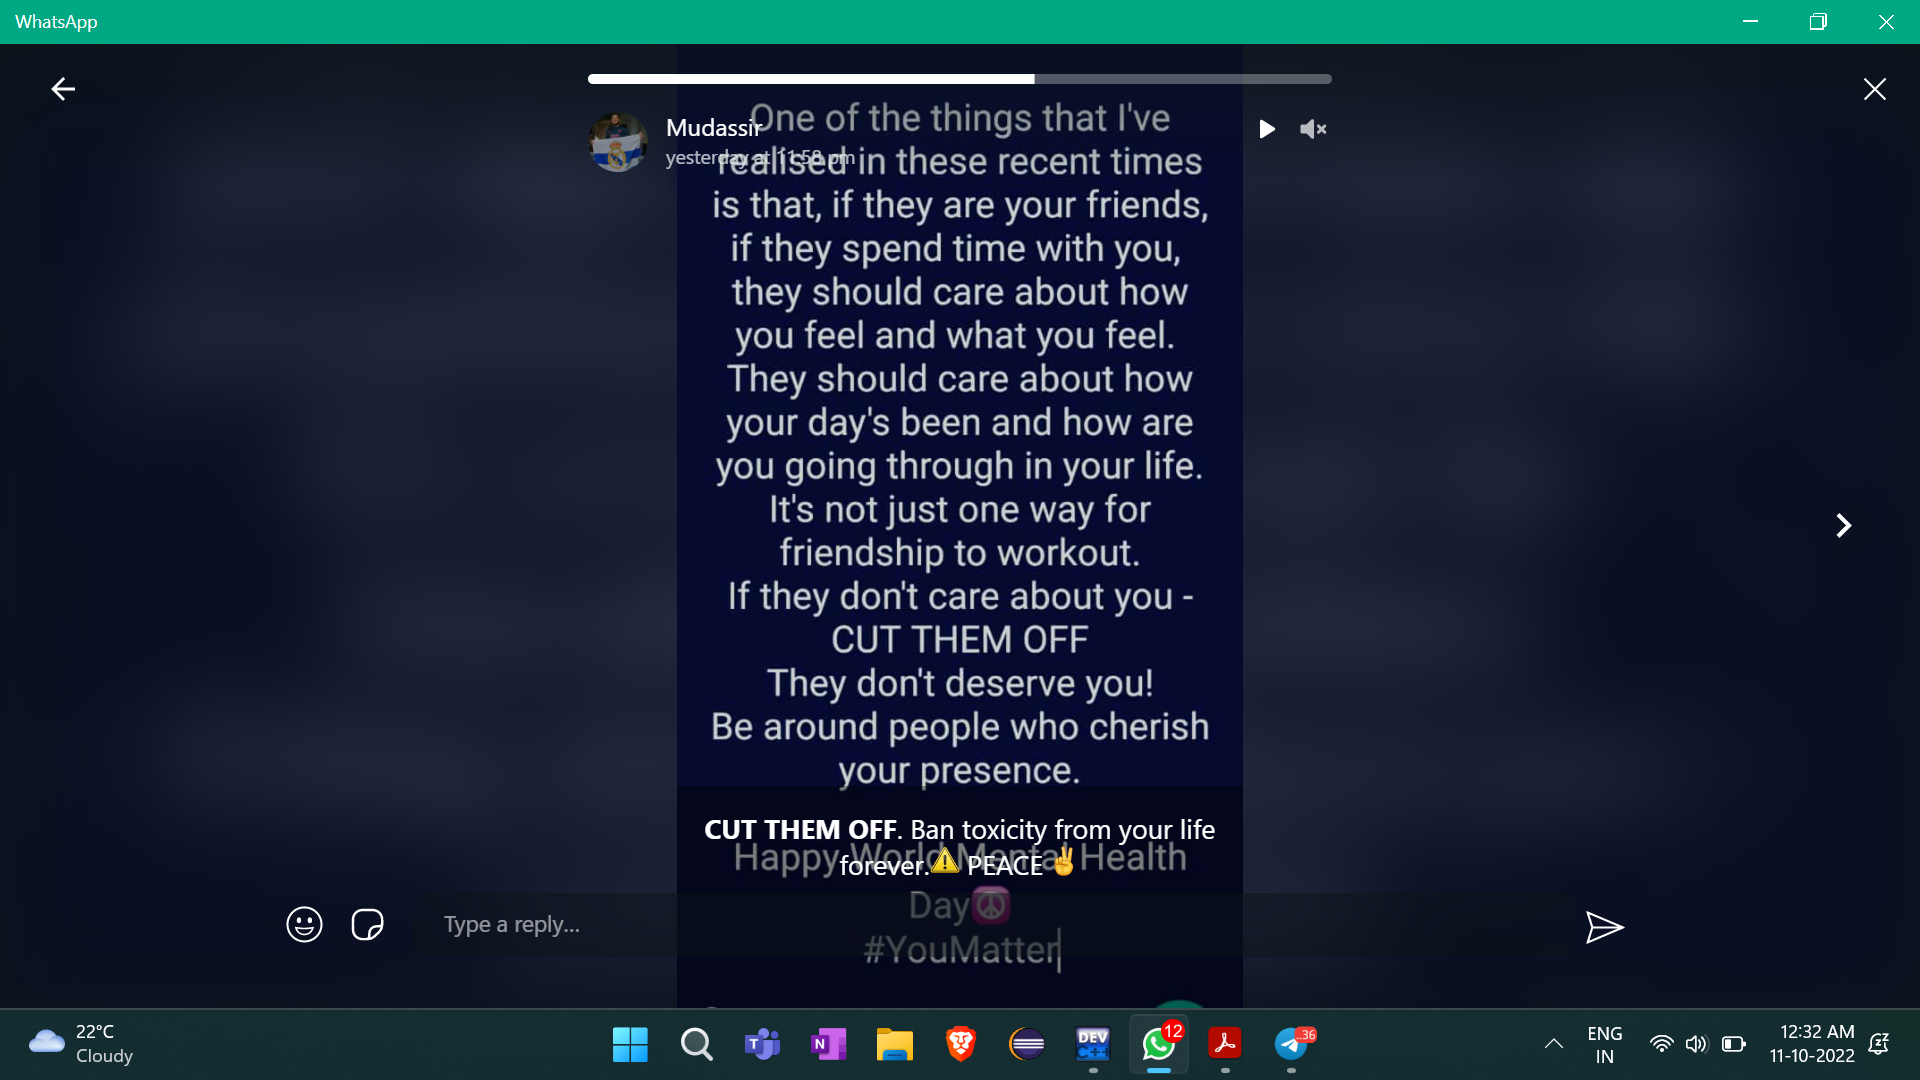 WhatsApp
Mudassir
yesterday at 11:58 pm
One of the things that I've
realised in these recent times
is that, if they are your friends,
if they spend time with you,
they should care about how
you feel and what you feel.
They should care about how
your day's been and how are
you going through in your life.
It's not just one way for
friendship to workout.
If they don't care about you -
CUT THEM OFF
They don't deserve you!
Be around people who cherish
your presence.
CUT THEM OFF. Ban toxicity from your life
forever.⚠️ PEACE✌️
Happy World Mental Health
Day☮️
#YouMatter
Type a reply...
22°C
Cloudy
T
N
DEV
C++
12
..36
ENG
IN
12:32 AM
11-10-2022